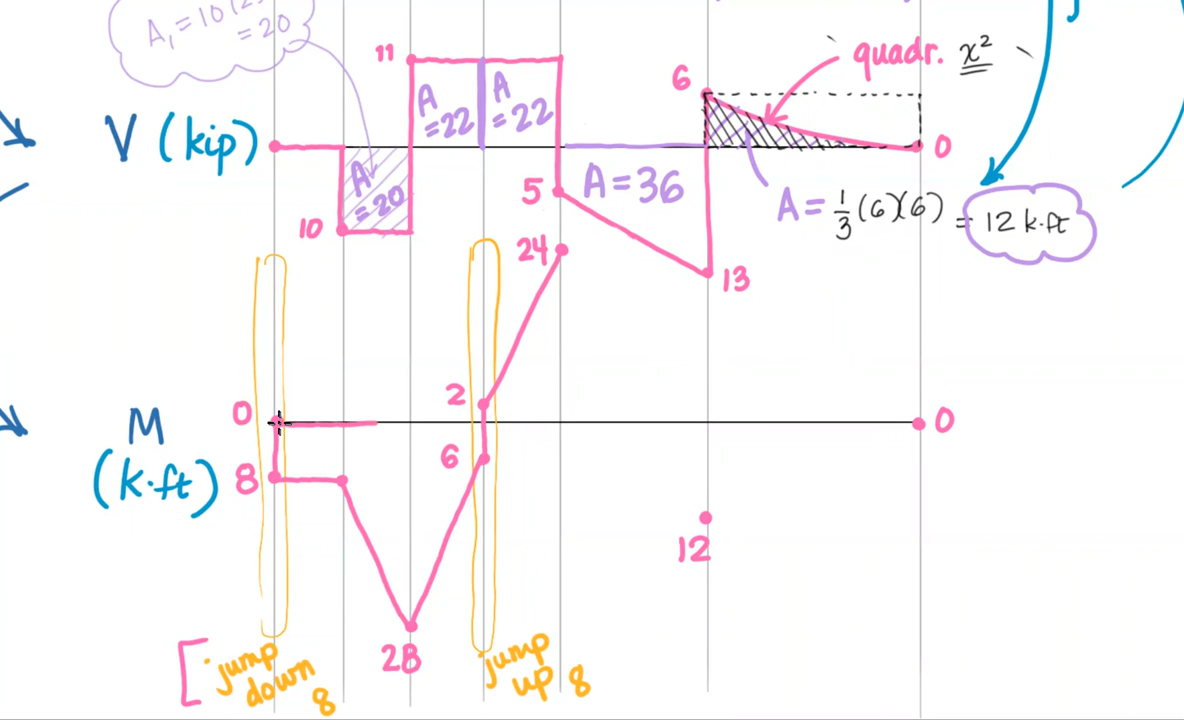 A₁ = 10(2)
= 20
11
6
quadr. x²
V (kip)
A = 22
A = 22
0
A = 20
5
A = 36
A = 1/3 (6)(6) = 12 k·ft
10
24
13
0
2
0
M
(k·ft)
8
6
12
28
[jump down 8
jump up 8